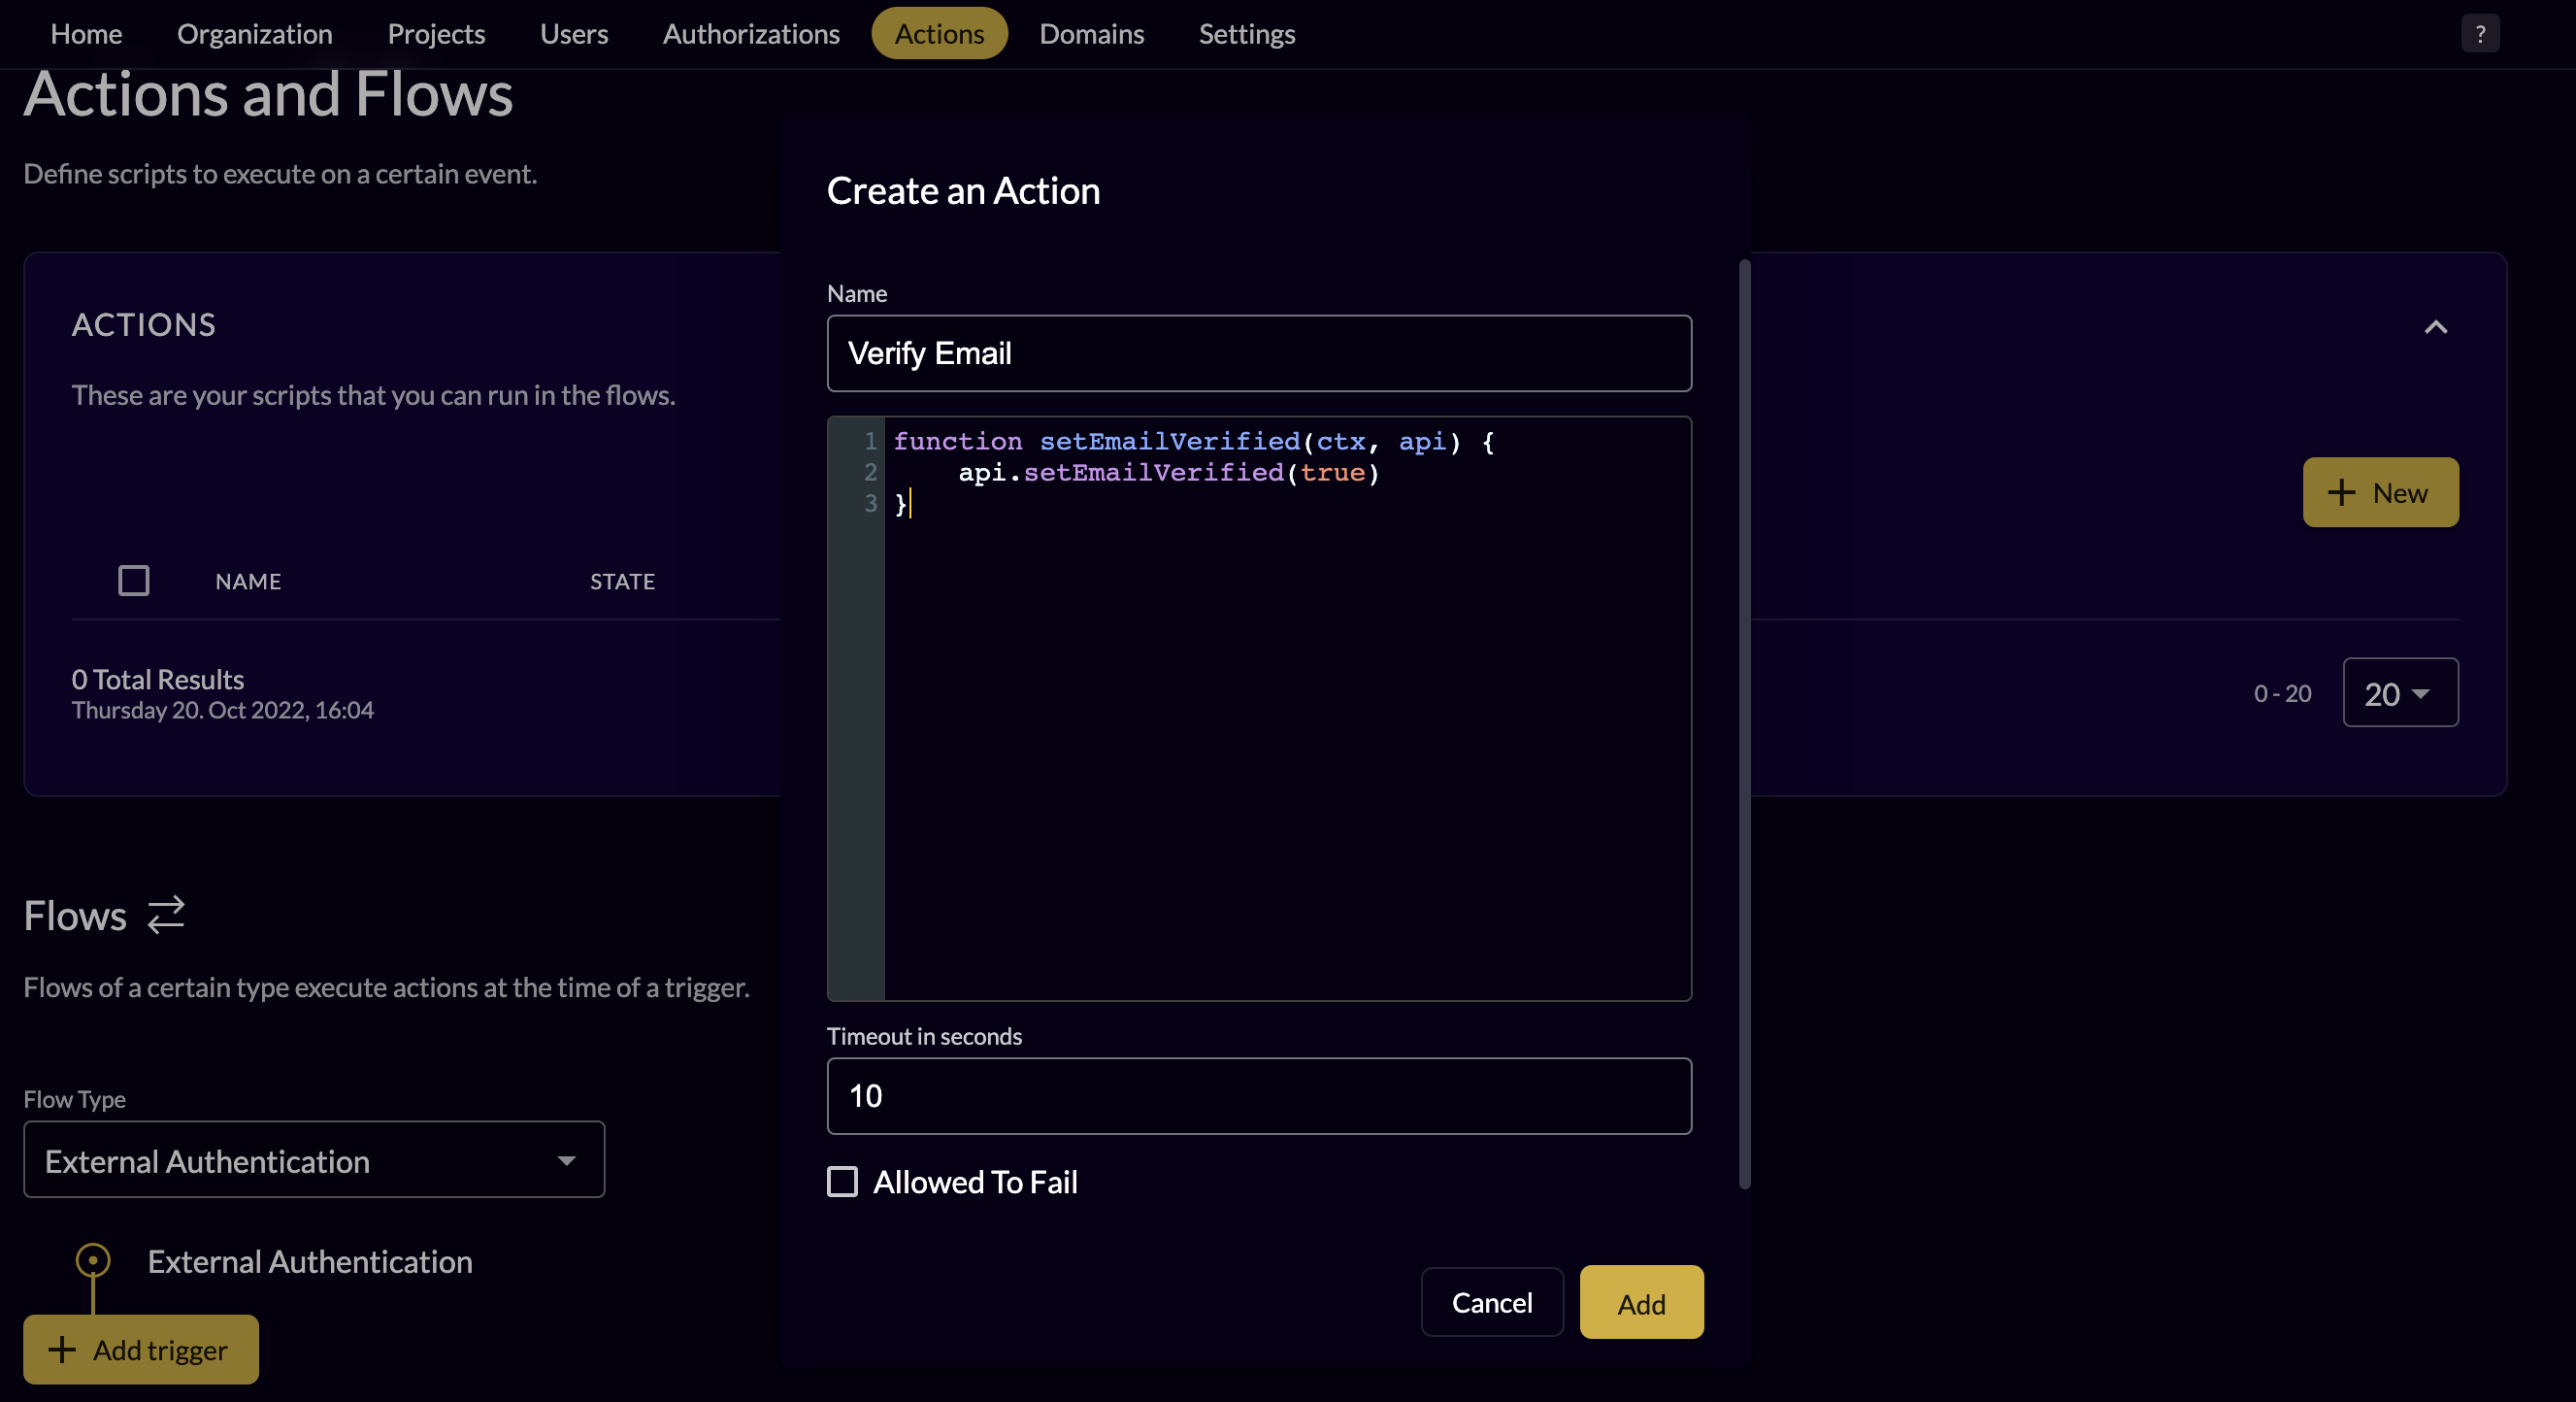 Home Organization Projects Users Authorizations Actions Domains Settings ?
Actions and Flows
Define scripts to execute on a certain event.
ACTIONS
These are your scripts that you can run in the flows.
+ New
NAME STATE
0 Total Results
Thursday 20. Oct 2022, 16:04
0 - 20 20
Flows
Flows of a certain type execute actions at the time of a trigger.
Flow Type
External Authentication
External Authentication
+ Add trigger
Create an Action
Name
Verify Email
1 function setEmailVerified(ctx, api) {
2     api.setEmailVerified(true)
3 }
Timeout in seconds
10
Allowed To Fail
Cancel Add